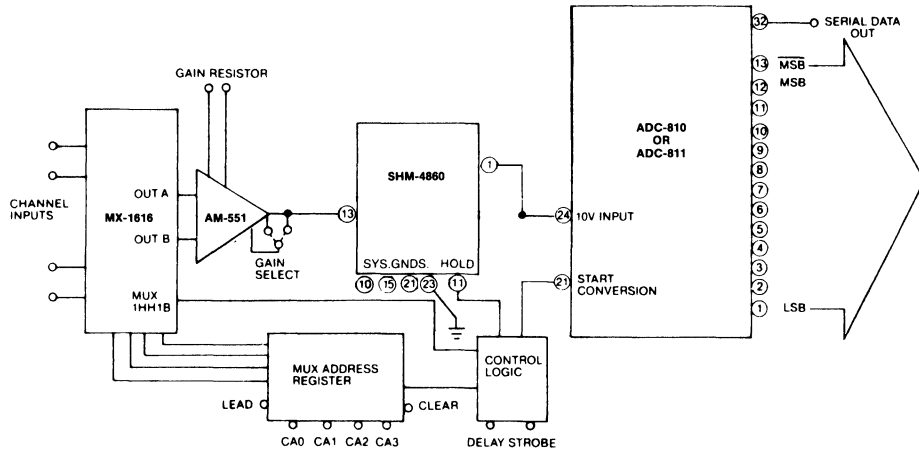 32
SERIAL DATA
OUT
GAIN RESISTOR
13
MSB
12
MSB
11
ADC-810
OR
ADC-811
10
9
SHM-4860
1
8
OUT A
7
CHANNEL
INPUTS
MX-1616
AM-551
13
24
10V INPUT
6
OUT B
5
GAIN
SELECT
4
SYS.GNDS.
HOLD
3
10
15
21
23
11
21
START
CONVERSION
2
MUX
1HH1B
1
LSB
MUX ADDRESS
REGISTER
CONTROL
LOGIC
LEAD
CLEAR
CA0
CA1
CA2
CA3
DELAY STROBE